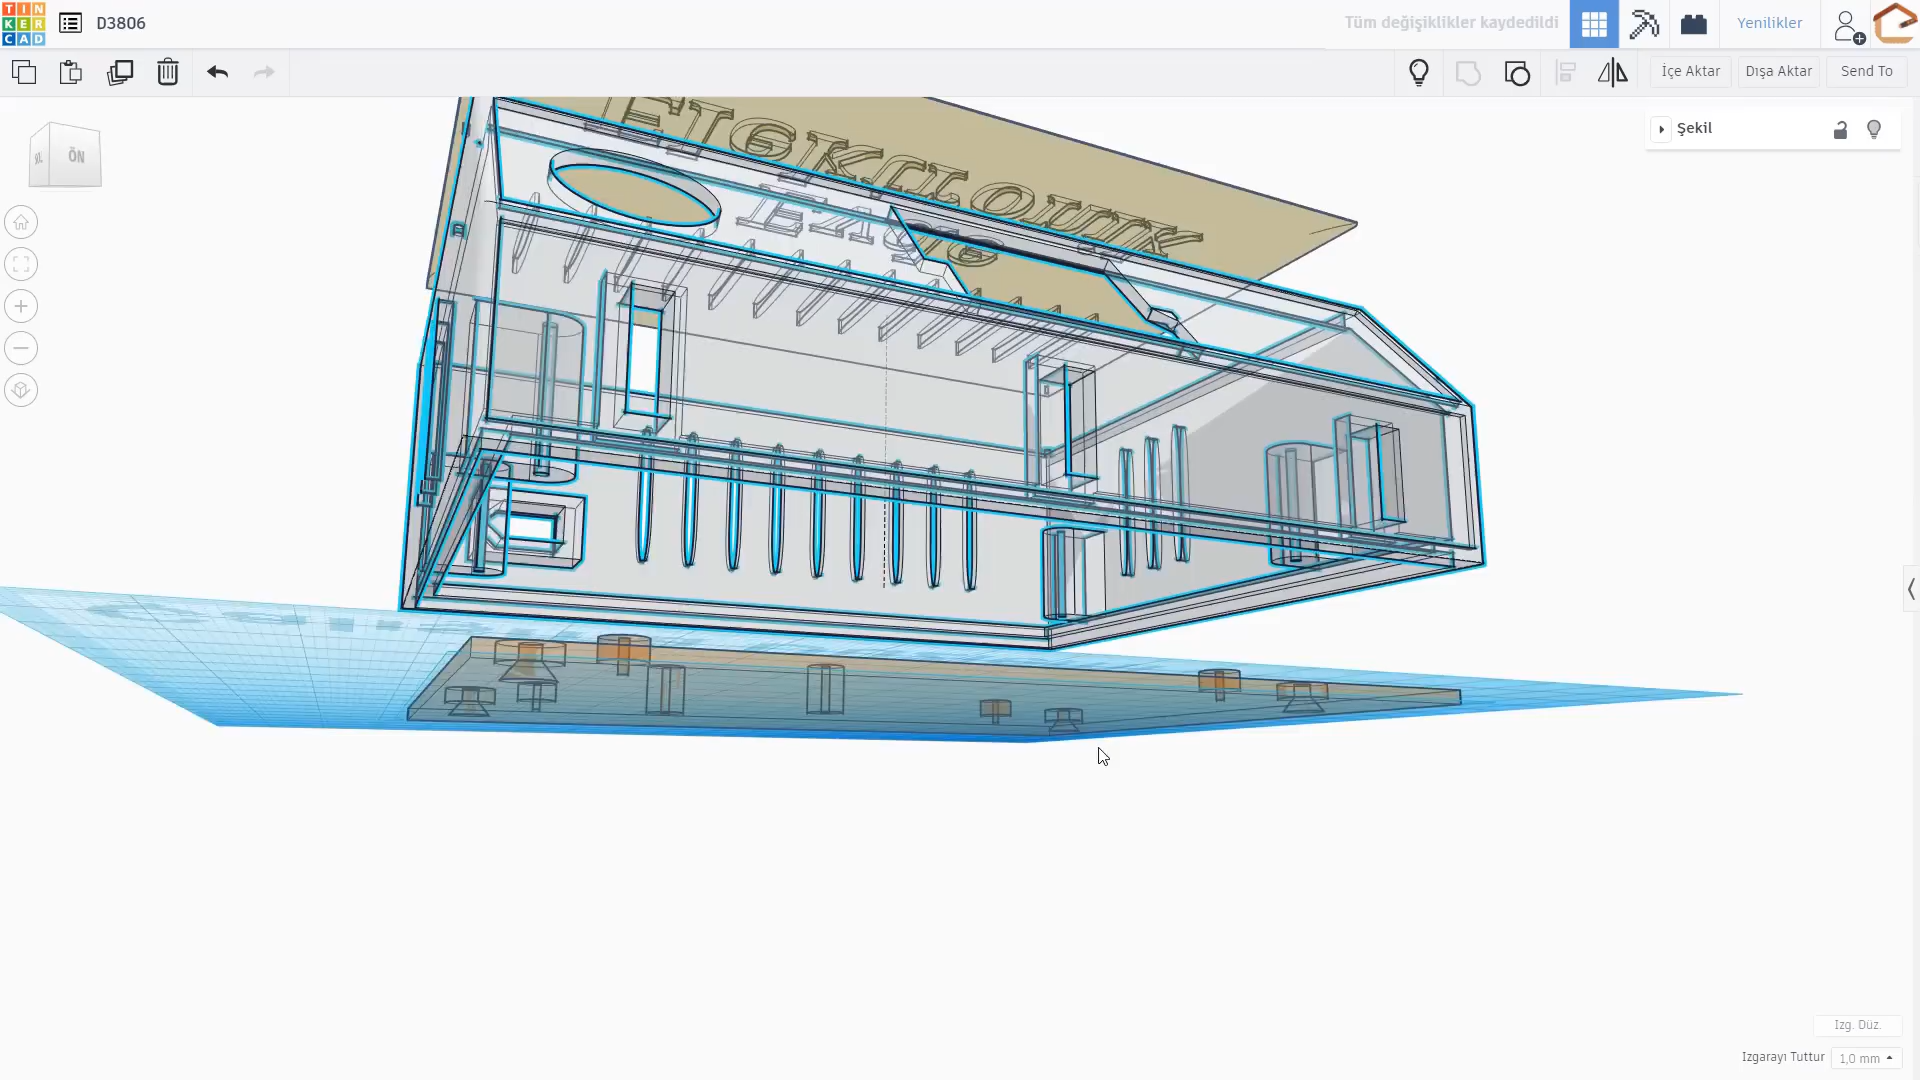 TIN
KER
CAD
D3806
Tüm değişiklikler kaydedildi
Yenilikler
İçe Aktar
Dışa Aktar
Send To
Şekil
ÖN
Izg. Düz.
Izgarayı Tuttur
1,0 mm